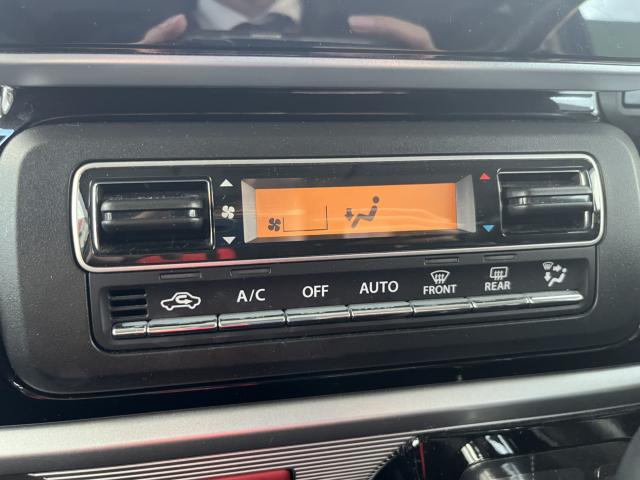 A/C OFF AUTO FRONT REAR